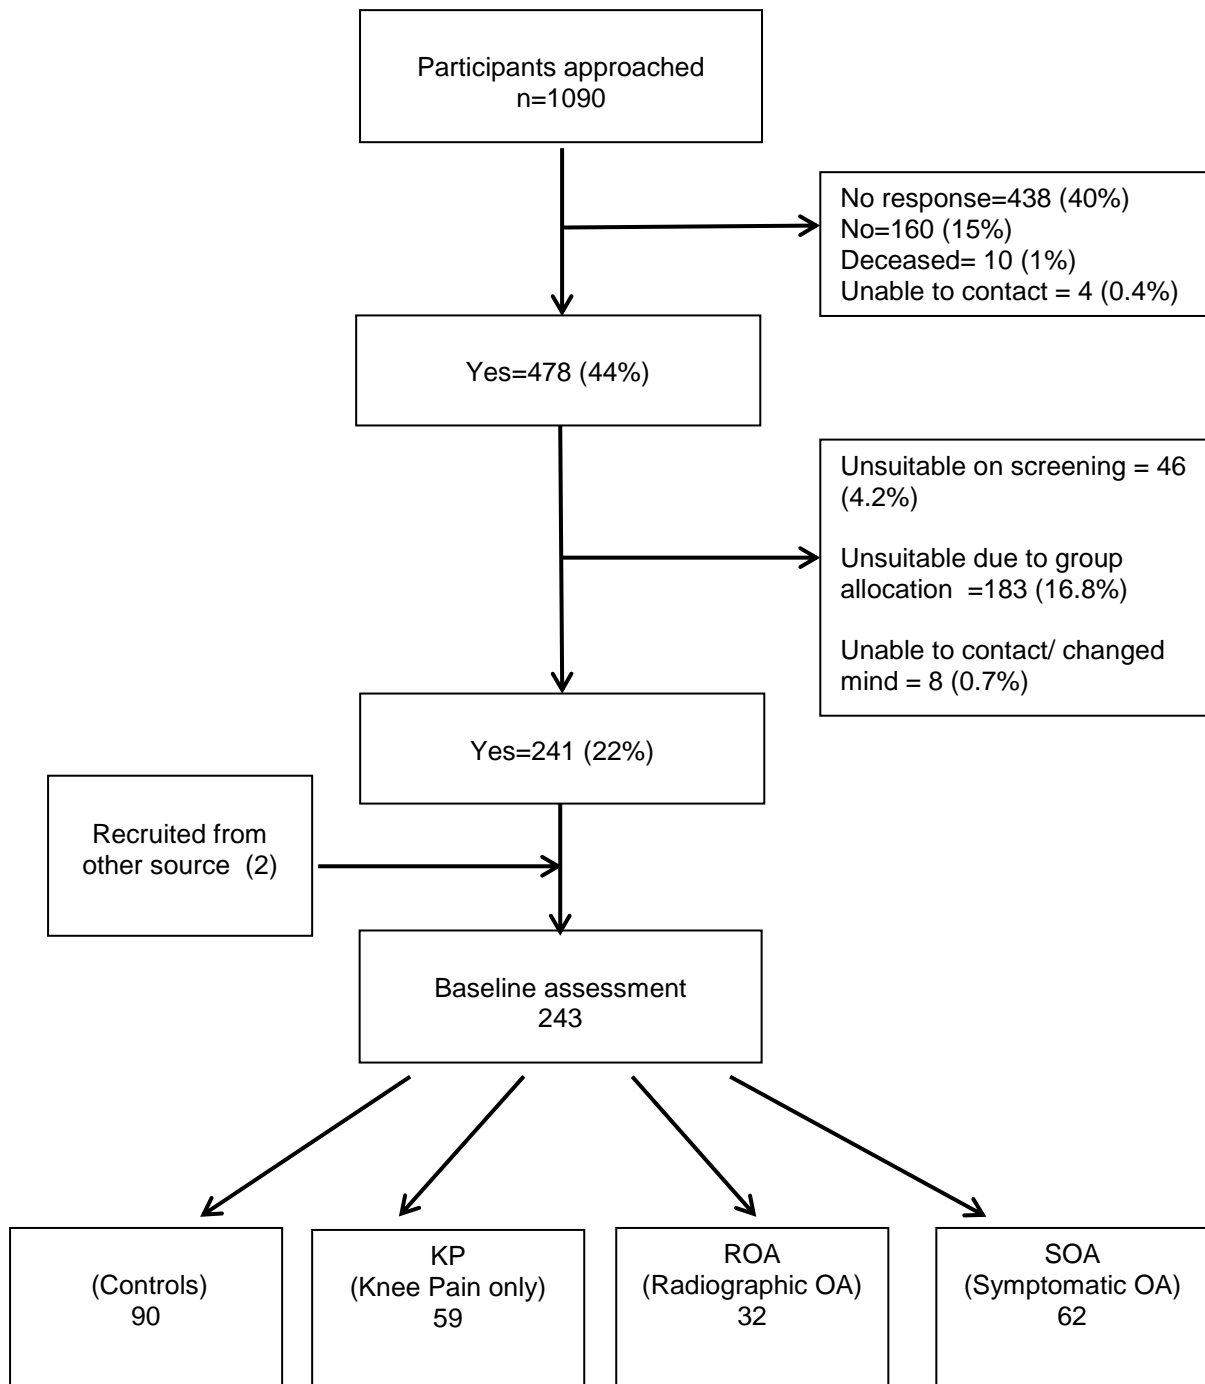 Participants approached
n=1090
No response=438 (40%)
No=160 (15%)
Deceased= 10 (1%)
Unable to contact = 4 (0.4%)
Yes=478 (44%)
Unsuitable on screening = 46
(4.2%)
Unsuitable due to group
allocation  =183 (16.8%)
Unable to contact/ changed
mind = 8 (0.7%)
Yes=241 (22%)
Recruited from
other source  (2)
Baseline assessment
243
(Controls)
90
KP
(Knee Pain only)
59
ROA
(Radiographic OA)
32
SOA
(Symptomatic OA)
62